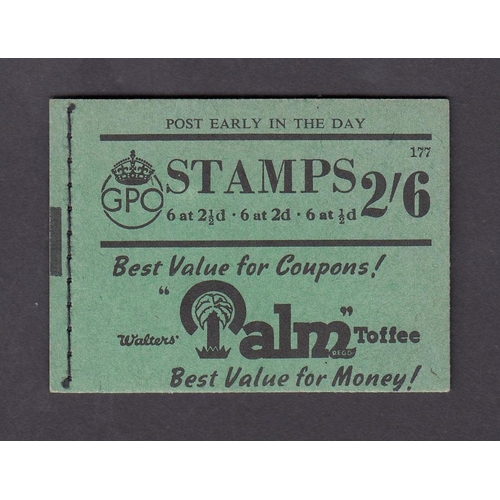 POST EARLY IN THE DAY
177
GPO
STAMPS 2/6
6 at 2½d · 6 at 2d · 6 at ½d
Best Value for Coupons!
Walters' "Palm" Toffee
REGD.
Best Value for Money!